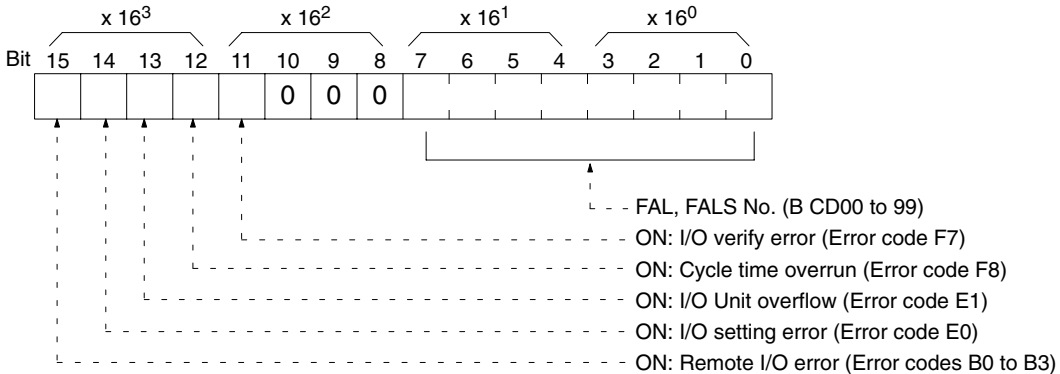 x 16³ x 16² x 16¹ x 16⁰
Bit 15 14 13 12 11 10 9 8 7 6 5 4 3 2 1 0
0 0 0
FAL, FALS No. (B CD00 to 99)
ON: I/O verify error (Error code F7)
ON: Cycle time overrun (Error code F8)
ON: I/O Unit overflow (Error code E1)
ON: I/O setting error (Error code E0)
ON: Remote I/O error (Error codes B0 to B3)